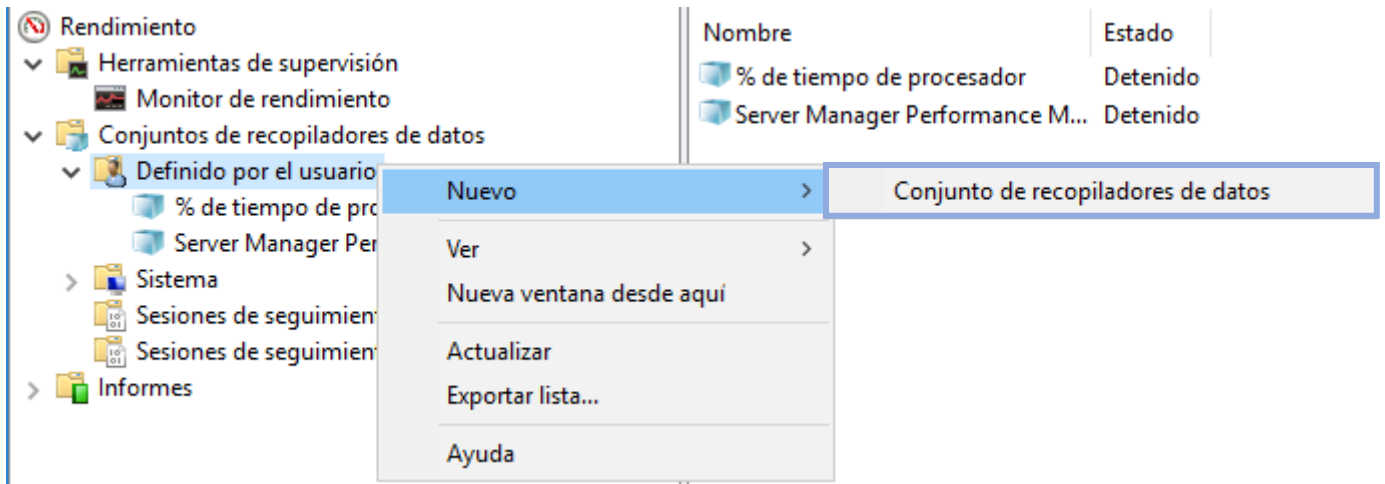 Rendimiento
Herramientas de supervisión
Monitor de rendimiento
Conjuntos de recopiladores de datos
Definido por el usuario
% de tiempo de pro
Server Manager Per
Sistema
Sesiones de seguimien
Sesiones de seguimien
Informes
Nombre Estado
% de tiempo de procesador Detenido
Server Manager Performance M... Detenido
Nuevo
Ver
Nueva ventana desde aquí
Actualizar
Exportar lista...
Ayuda
Conjunto de recopiladores de datos